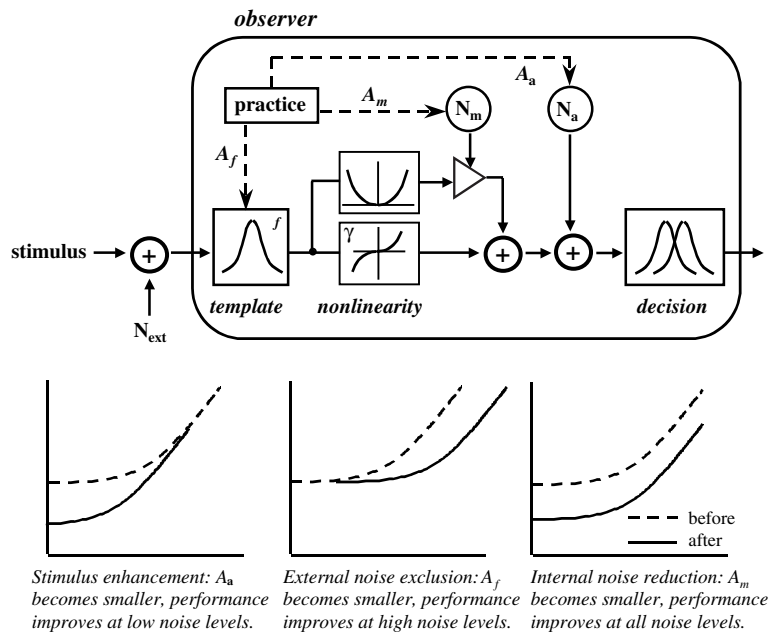 observer
practice
A_a
A_m
N_m
N_a
A_f
f
γ
stimulus
+
+
+
template
nonlinearity
decision
N_ext
before
after
Stimulus enhancement: A_a
becomes smaller, performance
improves at low noise levels.
External noise exclusion: A_f
becomes smaller, performance
improves at high noise levels.
Internal noise reduction: A_m
becomes smaller, performance
improves at all noise levels.